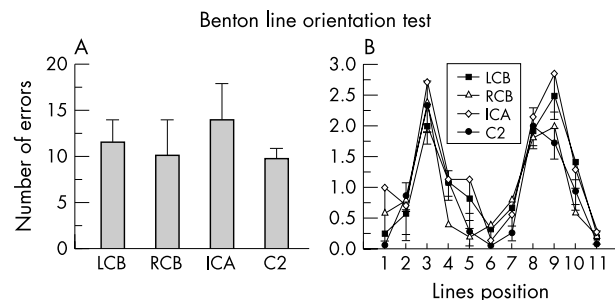 Benton line orientation test
A
Number of errors
20
15
10
5
0
LCB RCB ICA C2
B
3.0
2.5
2.0
1.5
1.0
0.5
0.0
LCB
RCB
ICA
C2
1 2 3 4 5 6 7 8 9 10 11
Lines position